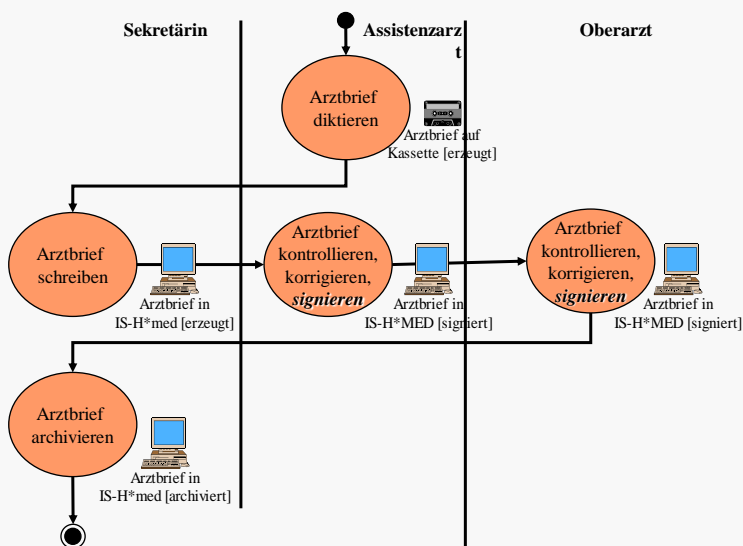 Sekretärin
Assistenzarz
t
Oberarzt
Arztbrief
diktieren
Arztbrief auf
Kassette [erzeugt]
Arztbrief
schreiben
Arztbrief in
IS-H*med [erzeugt]
Arztbrief
kontrollieren,
korrigieren,
signieren
Arztbrief in
IS-H*MED [signiert]
Arztbrief
kontrollieren,
korrigieren,
signieren
Arztbrief in
IS-H*MED [signiert]
Arztbrief
archivieren
Arztbrief in
IS-H*med [archiviert]